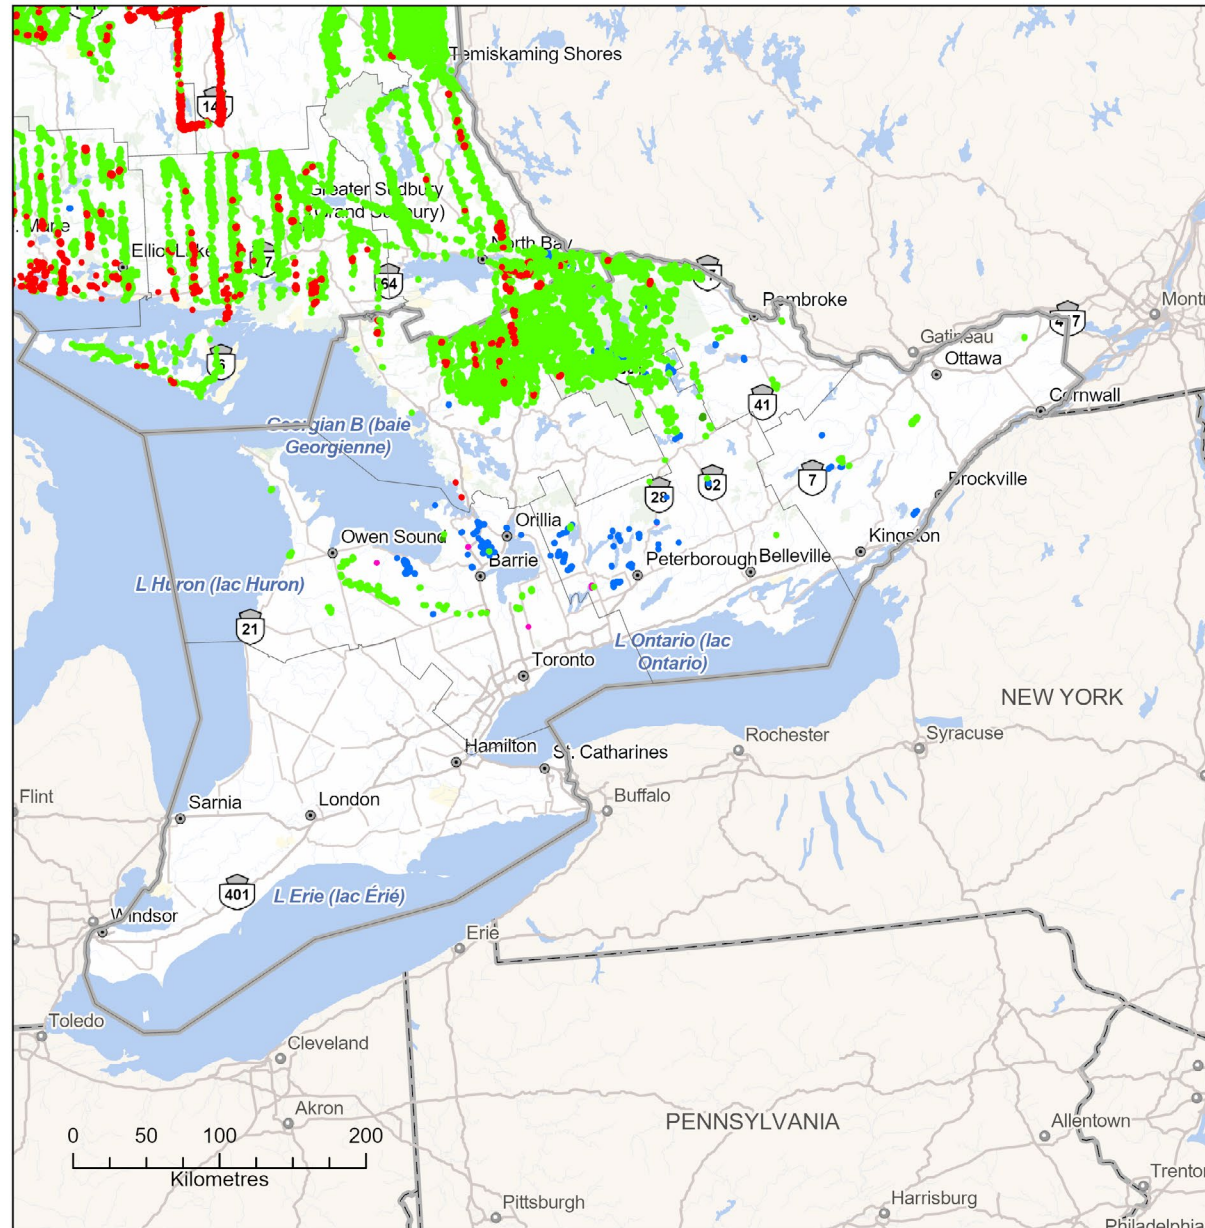 Temiskaming Shores
14
Greater Sudbury
(Grand Sudbury)
Elliot Lake
North Bay
64
Pembroke
Montr
Gatineau
Ottawa
6
41
Cornwall
Georgian B (baie
Georgienne)
28
62
7
Brockville
Owen Sound
Orillia
Kingston
Barrie
Peterborough
Belleville
L Huron (lac Huron)
21
L Ontario (lac
Ontario)
Toronto
NEW YORK
Hamilton
St. Catharines
Rochester
Syracuse
Flint
Sarnia
London
Buffalo
401
L Erie (lac Érié)
Windsor
Erie
Toledo
Cleveland
Akron
PENNSYLVANIA
Allentown
0 50 100 200
Kilometres
Trenton
Pittsburgh
Harrisburg
Philadelphia